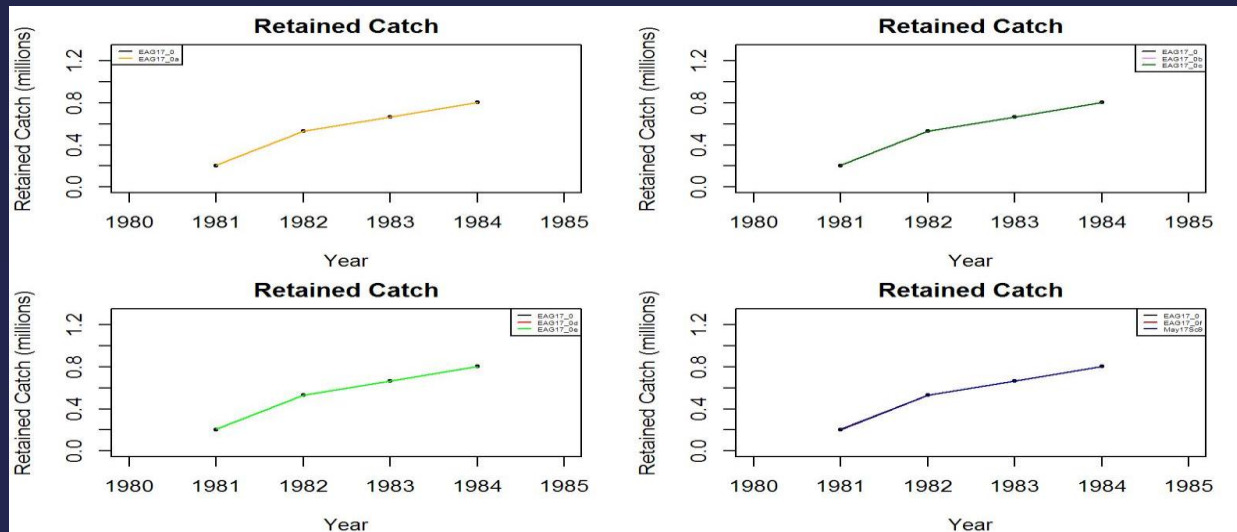 Retained Catch
Retained Catch (millions)
1.2
0.8
0.4
0.0
EAG17_0
EAG17_0a
1980 1981 1982 1983 1984 1985
Year
Retained Catch
Retained Catch (millions)
1.2
0.8
0.4
0.0
EAG17_0
EAG17_0b
EAG17_0c
1980 1981 1982 1983 1984 1985
Year
Retained Catch
Retained Catch (millions)
1.2
0.8
0.4
0.0
EAG17_0
EAG17_0d
EAG17_0e
1980 1981 1982 1983 1984 1985
Year
Retained Catch
Retained Catch (millions)
1.2
0.8
0.4
0.0
EAG17_0
EAG17_0f
May17Sc9
1980 1981 1982 1983 1984 1985
Year